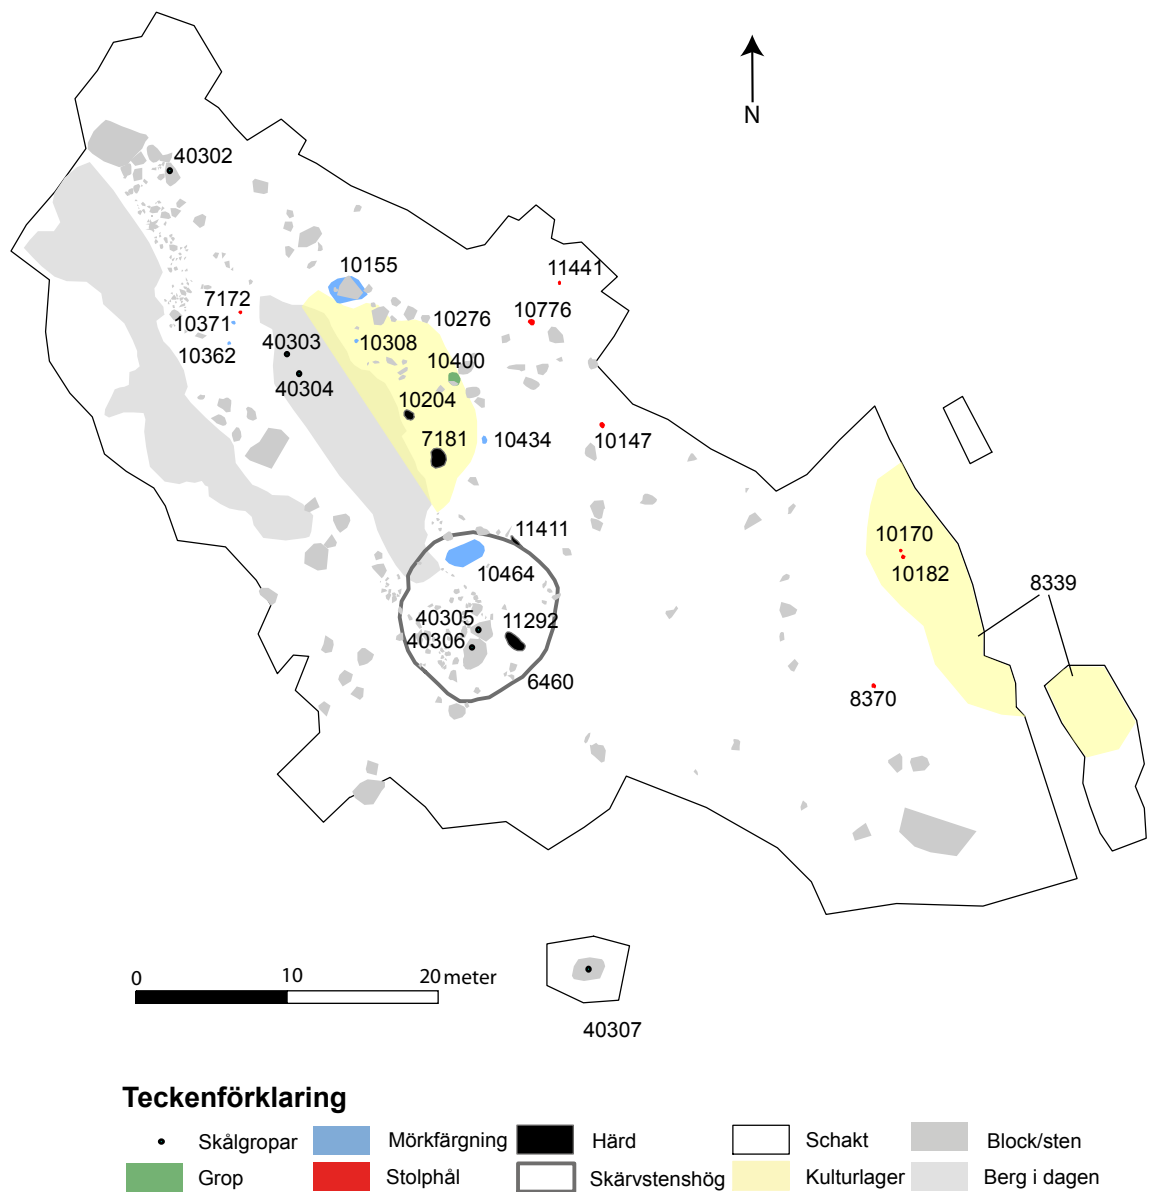 N
40302
10155
11441
7172
10276
10776
10371
40303
10308
10362
10400
40304
10204
7181
10434
10147
11411
10170
10464
10182
8339
40305
11292
40306
6460
8370
0
10
20 meter
40307
Teckenförklaring
Skålgropar
Mörkfärgning
Härd
Schakt
Block/sten
Grop
Stolphål
Skärvstenshög
Kulturlager
Berg i dagen